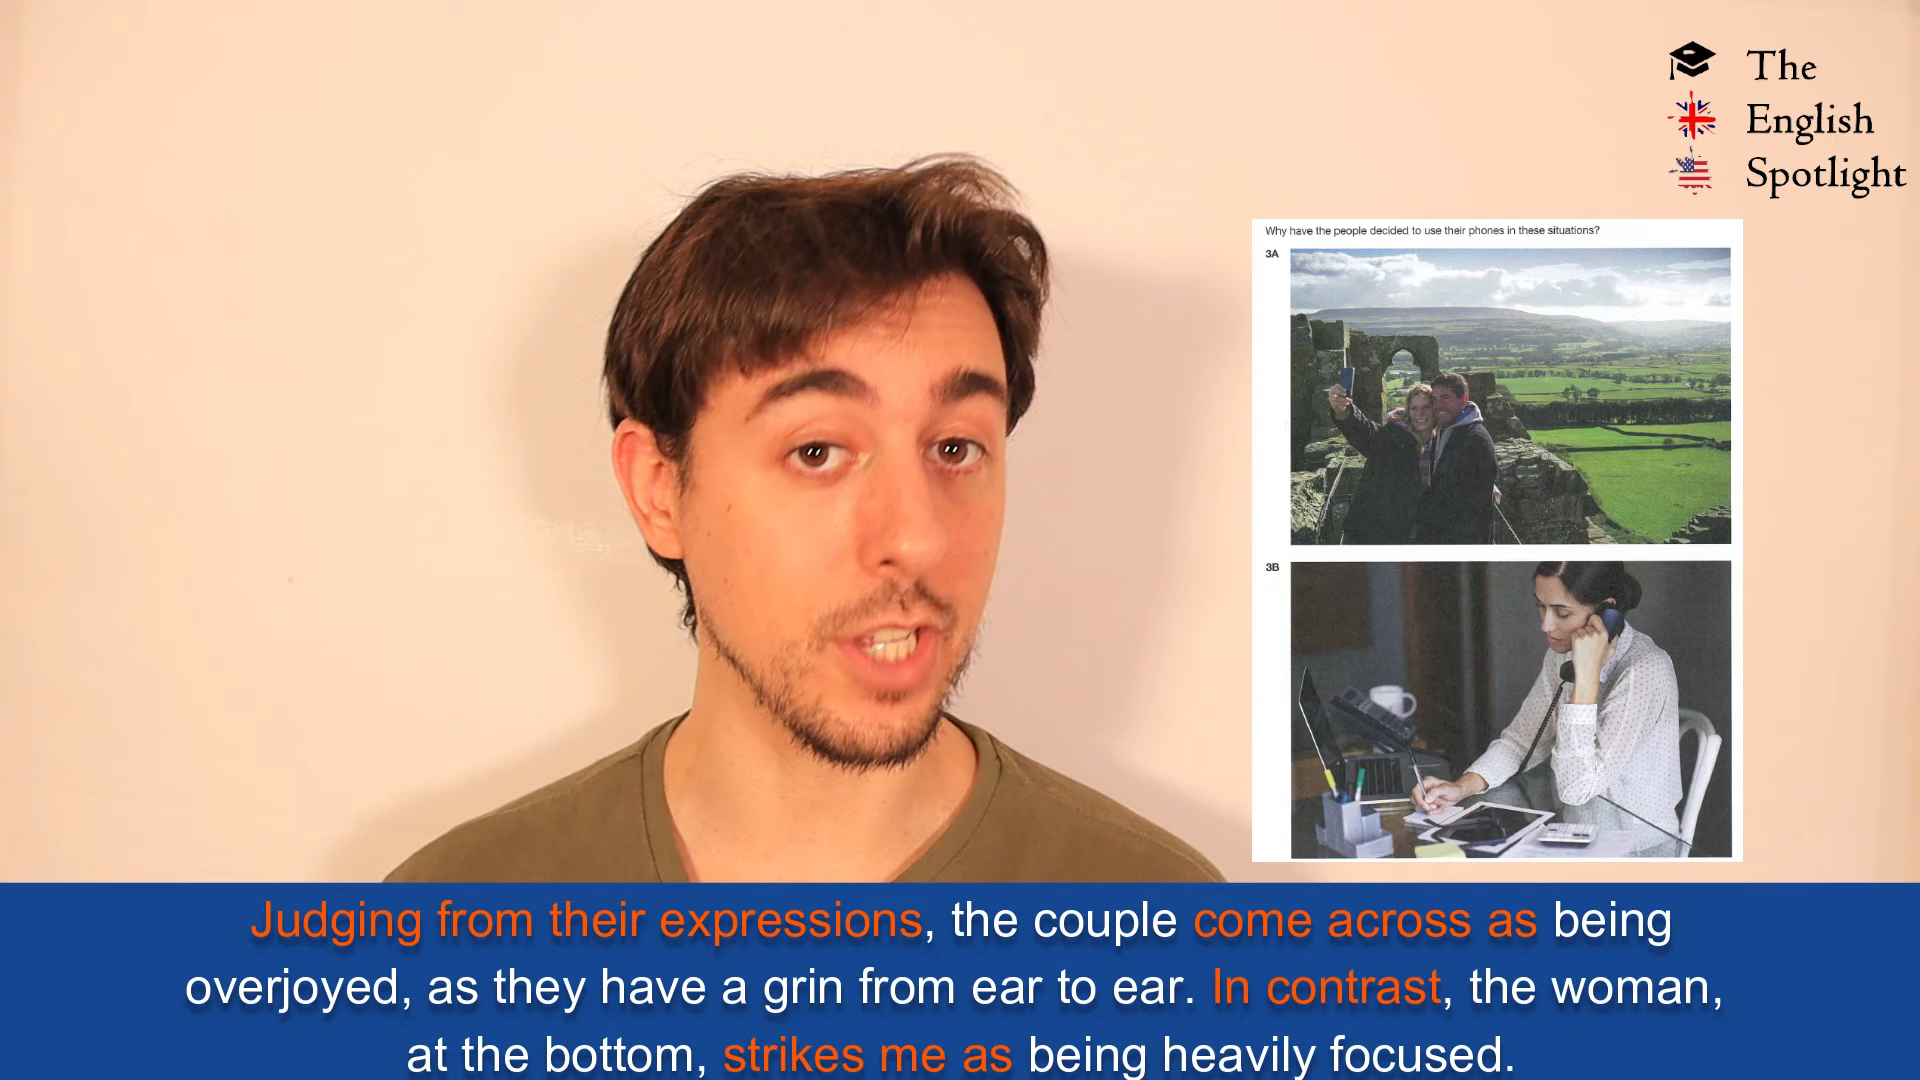 The
English
Spotlight
Why have the people decided to use their phones in these situations?
3A
3B
Judging from their expressions, the couple come across as being
overjoyed, as they have a grin from ear to ear. In contrast, the woman,
at the bottom, strikes me as being heavily focused.